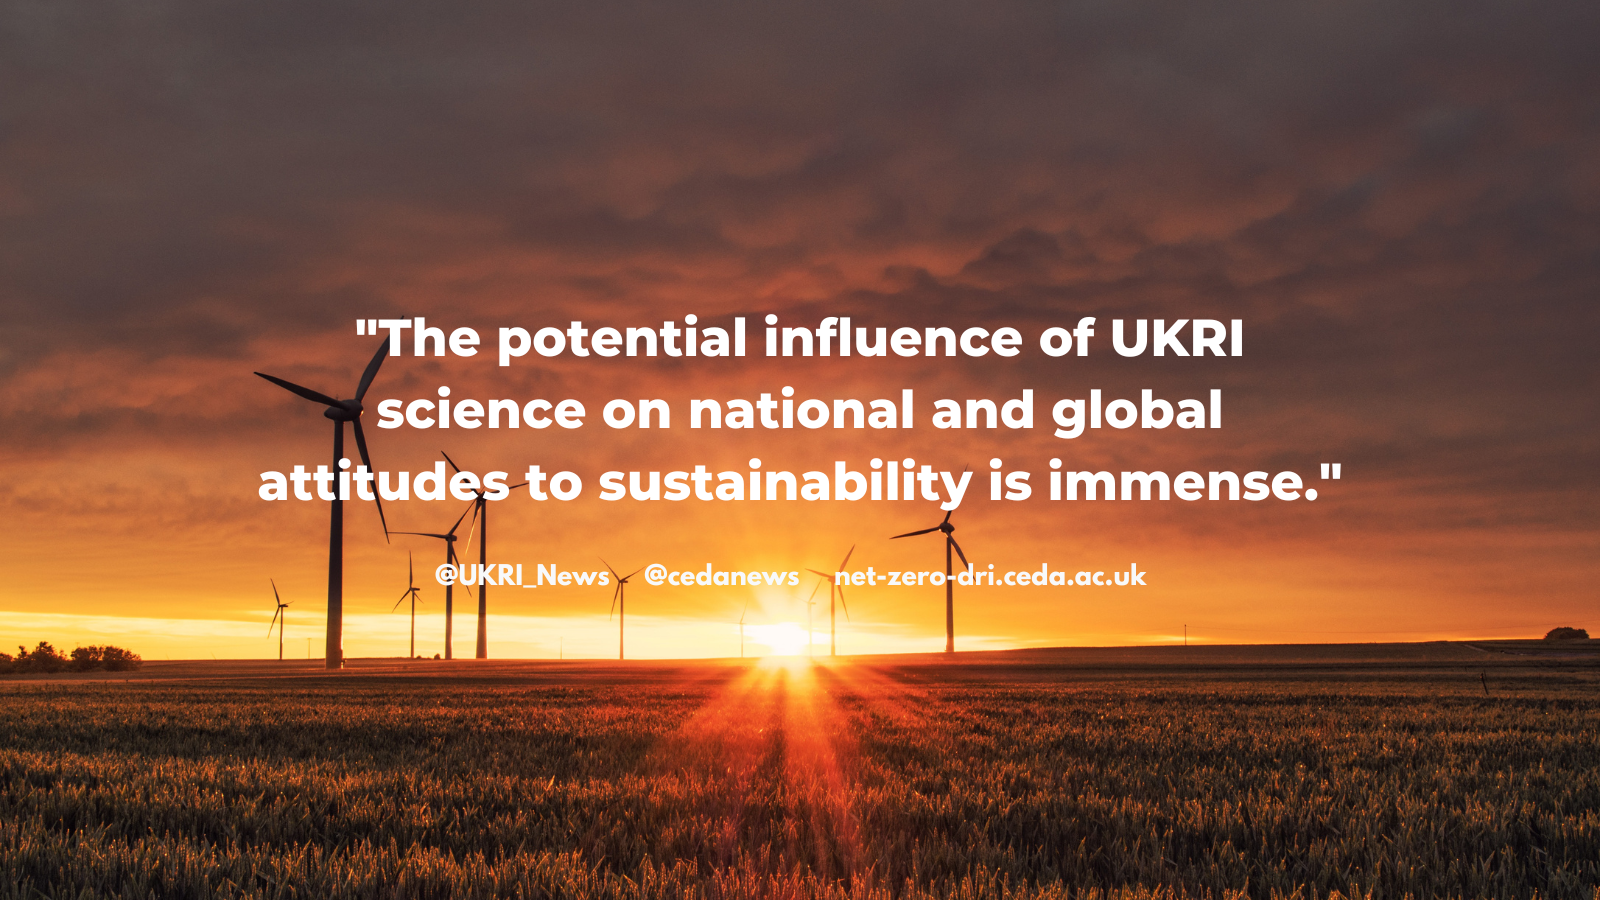 "The potential influence of UKRI
science on national and global
attitudes to sustainability is immense."
@UKRI_News @cedanews net-zero-dri.ceda.ac.uk